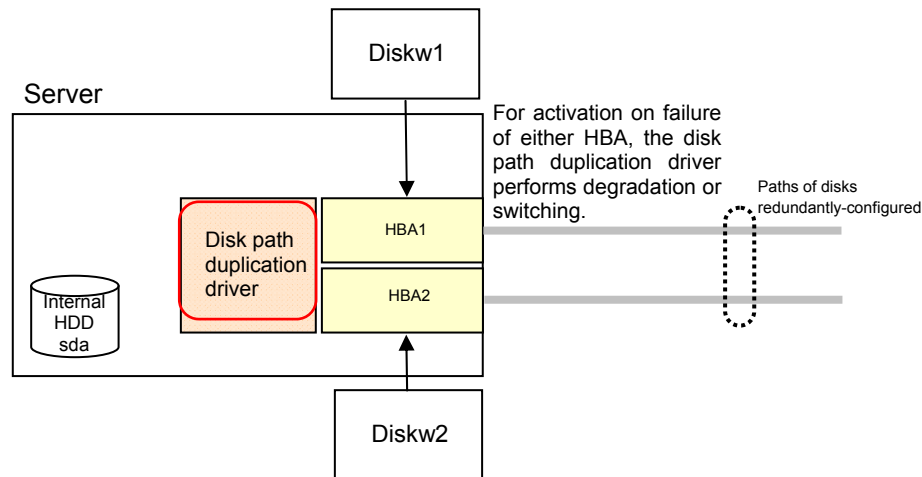 Diskw1
Server
For activation on failure
of either HBA, the disk
path duplication driver
performs degradation or
switching.
Paths of disks
redundantly-configured
HBA1
Disk path
duplication
driver
HBA2
Internal
HDD
sda
Diskw2